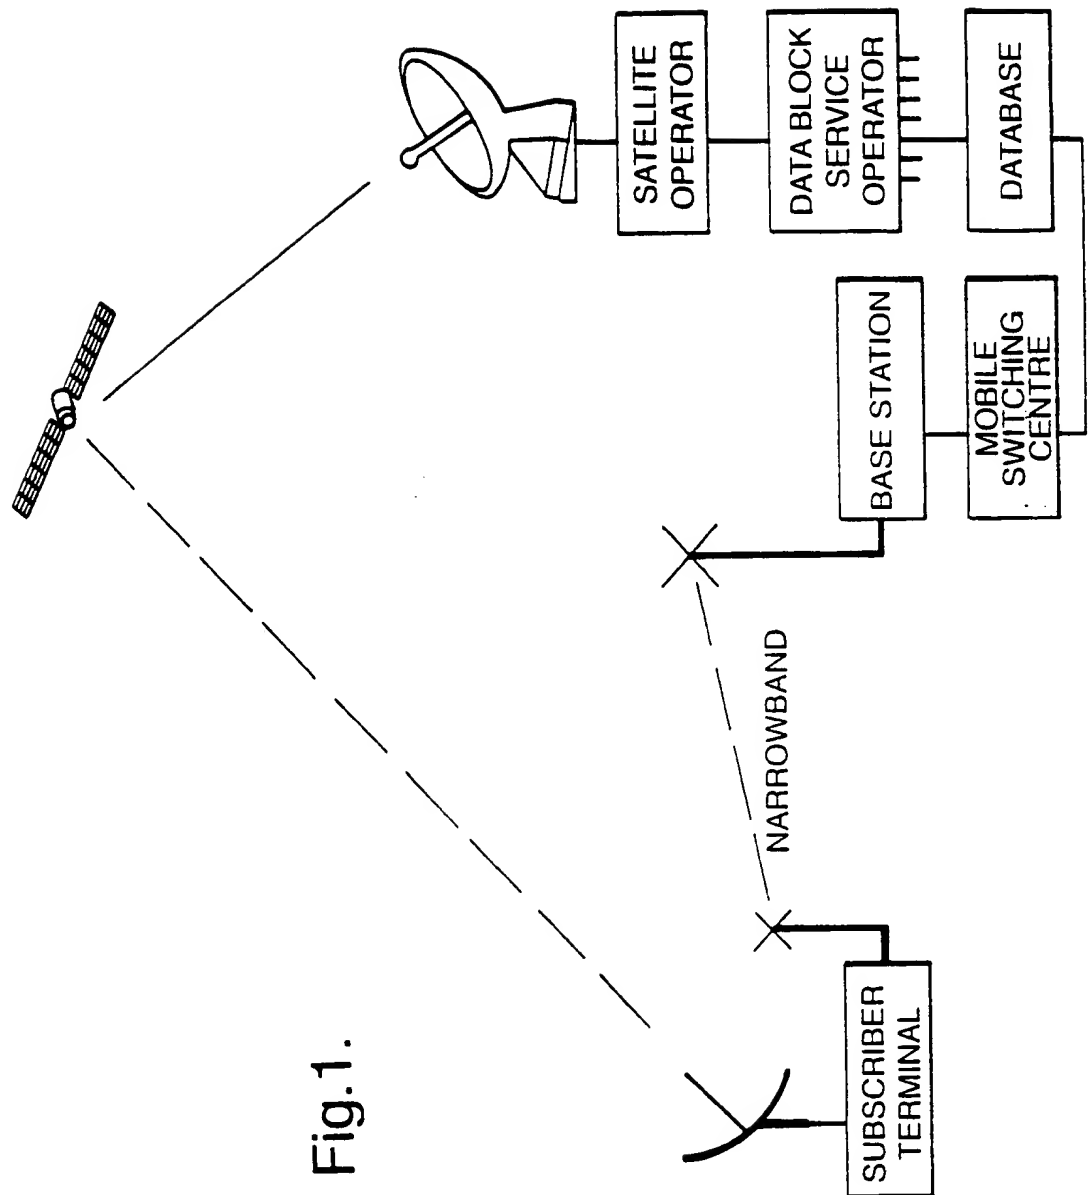 SATELLITE
OPERATOR
DATA BLOCK
SERVICE
OPERATOR
DATABASE
BASE STATION
MOBILE
SWITCHING
CENTRE
NARROWBAND
SUBSCRIBER
TERMINAL
Fig.1.